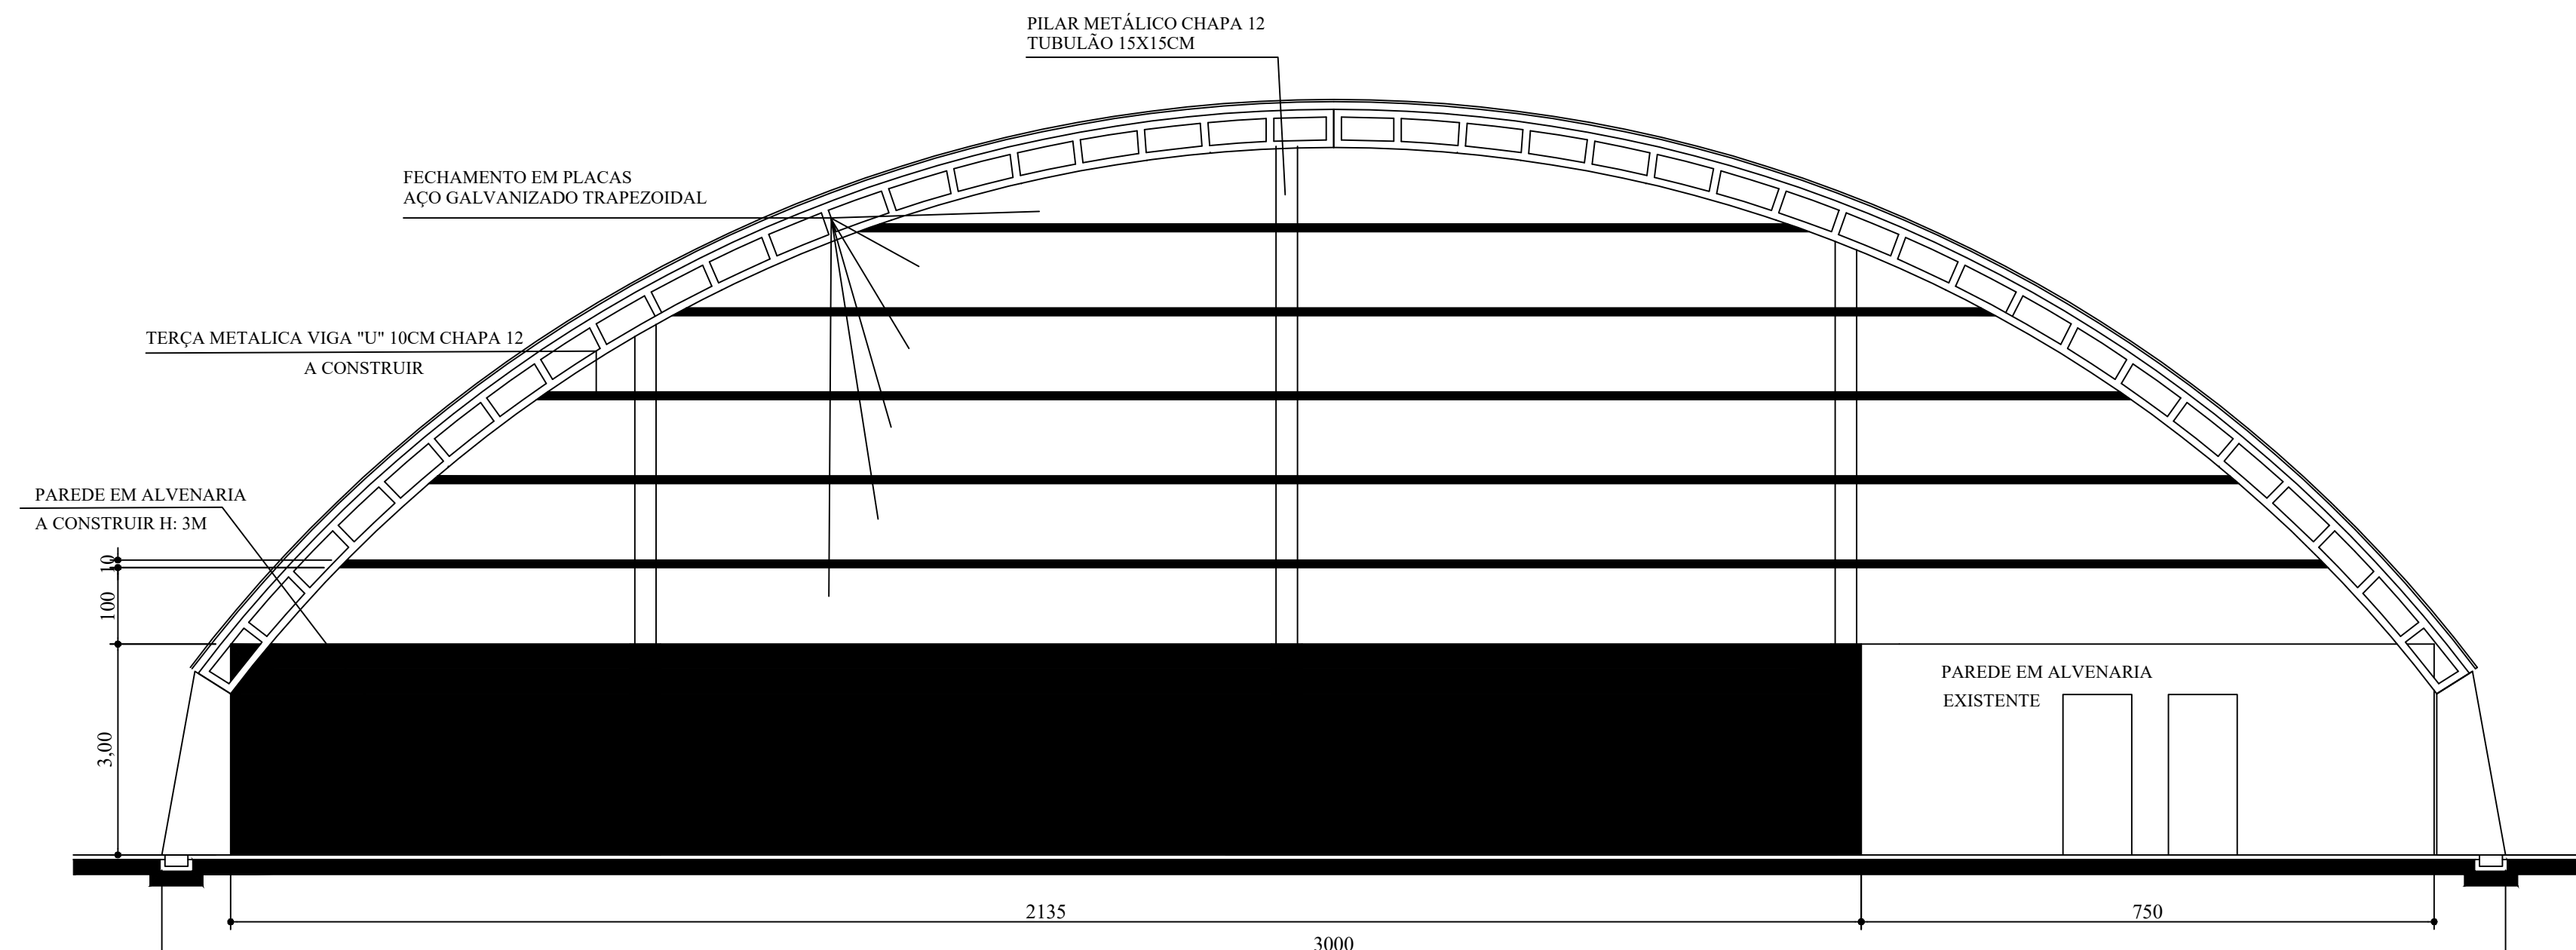 PILAR METÁLICO CHAPA 12
TUBULÃO 15X15CM
FECHAMENTO EM PLACAS
AÇO GALVANIZADO TRAPEZOIDAL
TERÇA METALICA VIGA "U" 10CM CHAPA 12
A CONSTRUIR
PAREDE EM ALVENARIA
A CONSTRUIR H: 3M
10
100
3,00
PAREDE EM ALVENARIA
EXISTENTE
2135
750
3000